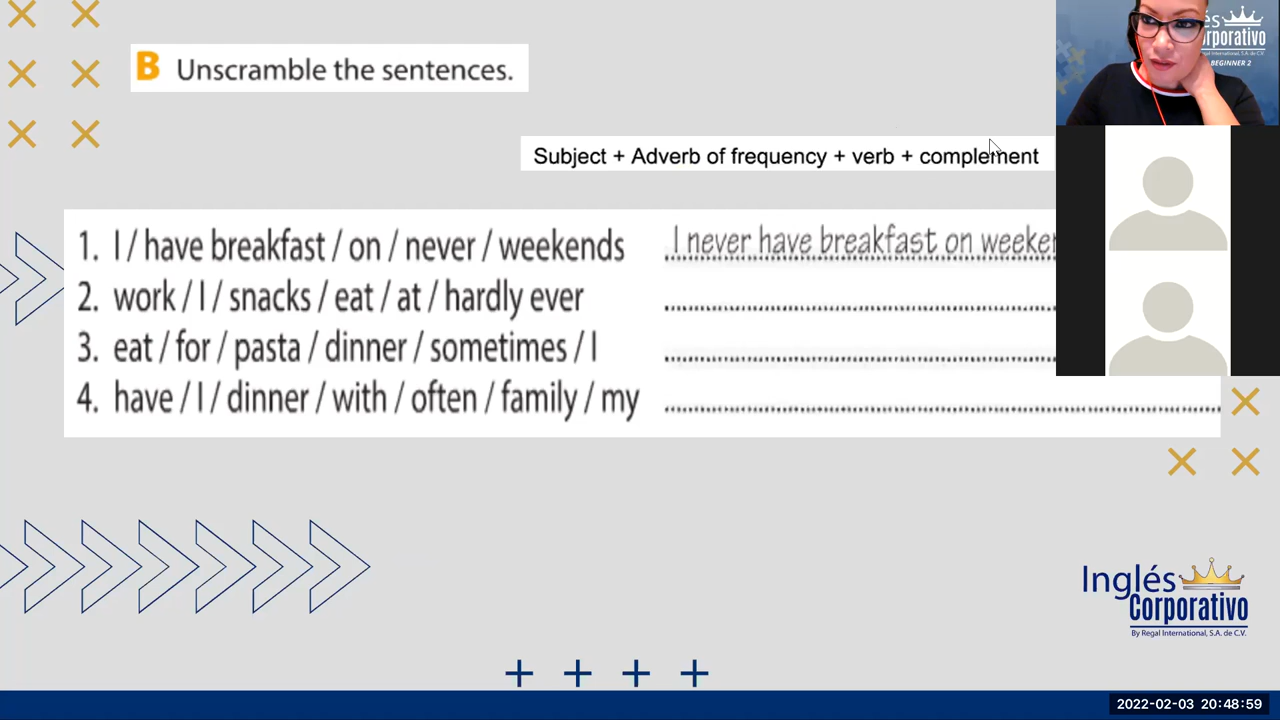 B Unscramble the sentences.
Subject + Adverb of frequency + verb + complement
1. I / have breakfast / on / never / weekends
I never have breakfast on
2. work / I / snacks / eat / at / hardly ever
3. eat / for / pasta / dinner / sometimes / I
4. have / I / dinner / with / often / family / my
BEGINNER 2
Inglés
Corporativo
By Regal International, S.A. de C.V.
2022-02-03 20:48:59